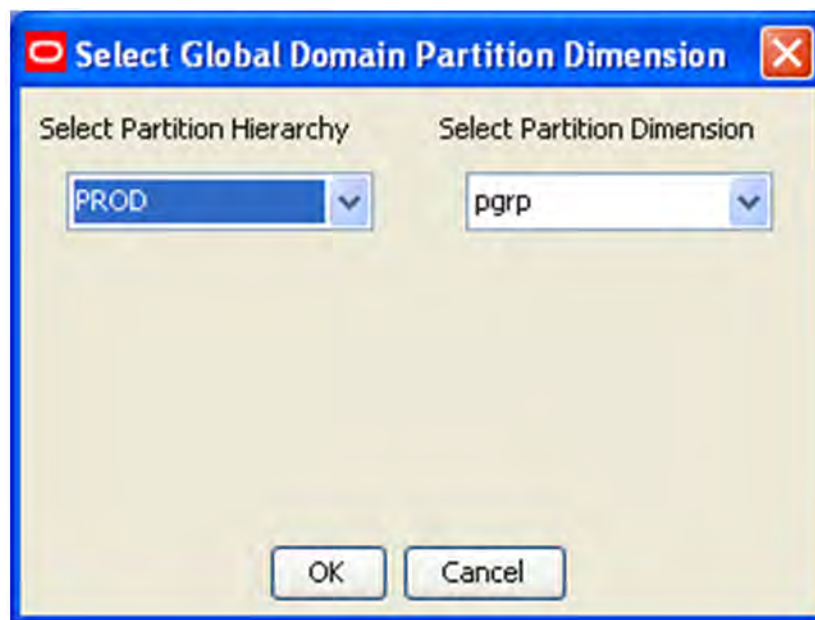 Select Global Domain Partition Dimension
Select Partition Hierarchy Select Partition Dimension
PROD pgrp
OK Cancel